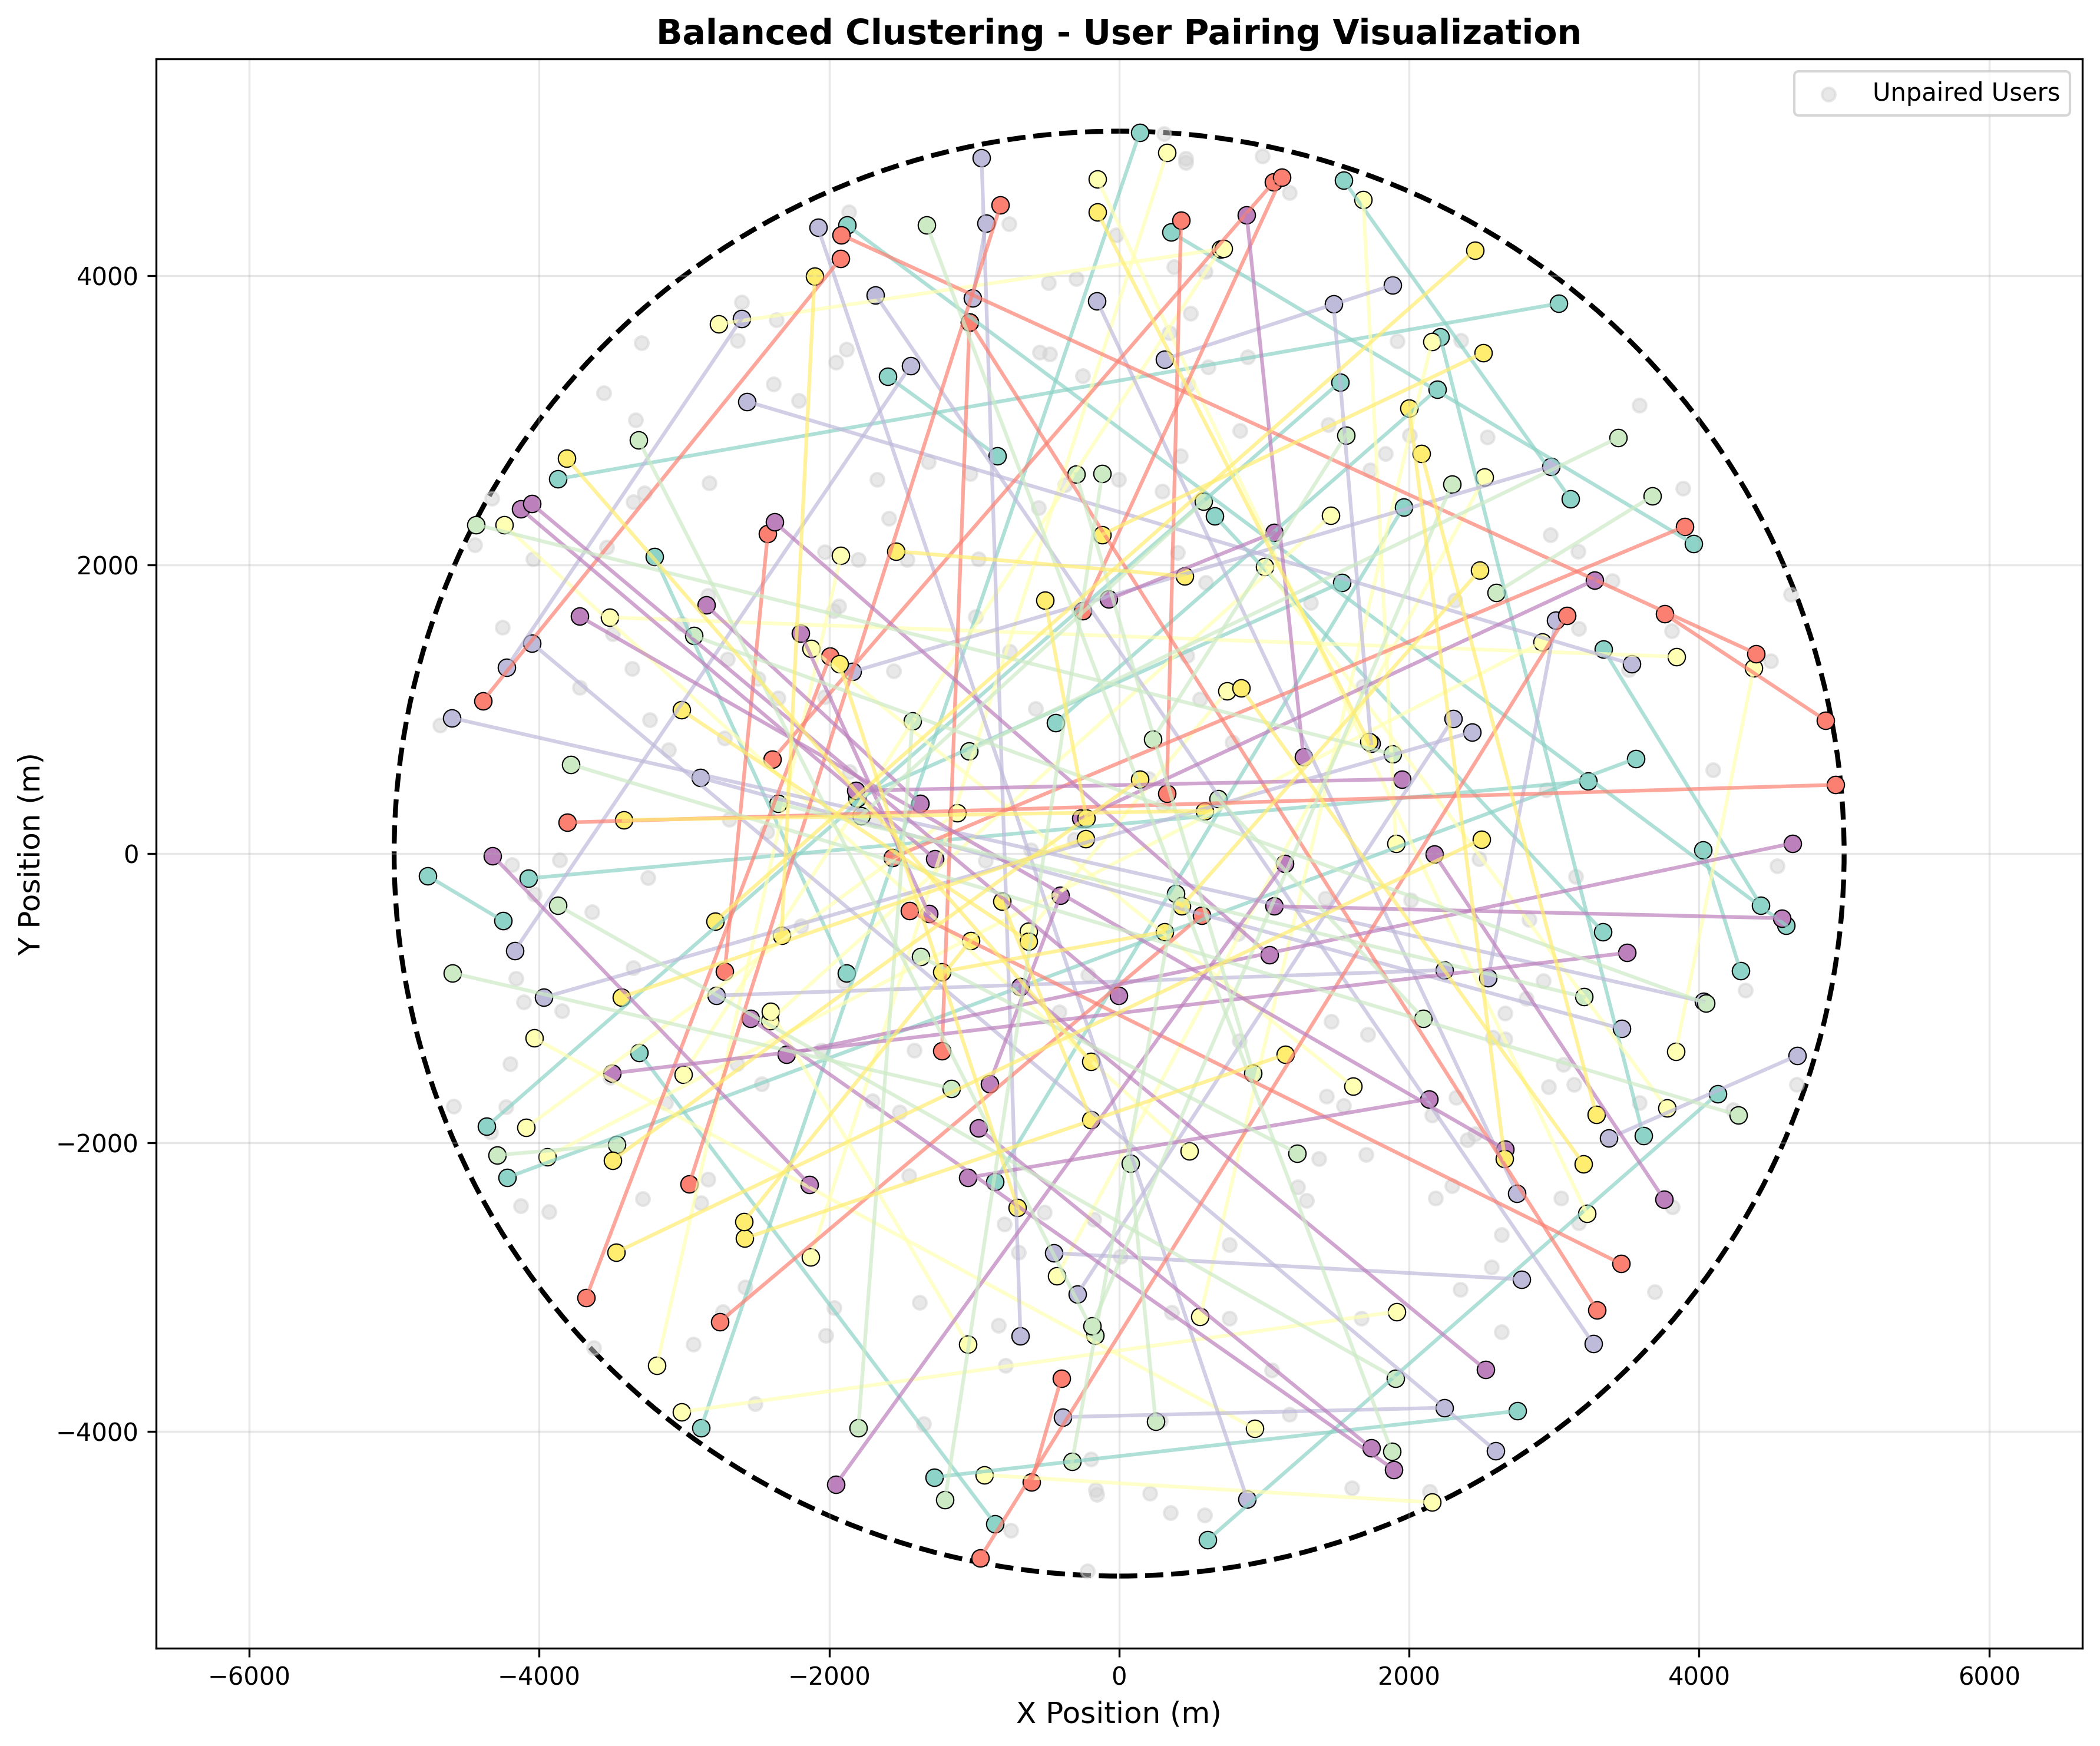 Balanced Clustering - User Pairing Visualization
Unpaired Users
4000
2000
0
−2000
−4000
Y Position (m)
−6000 −4000 −2000 0 2000 4000 6000
X Position (m)